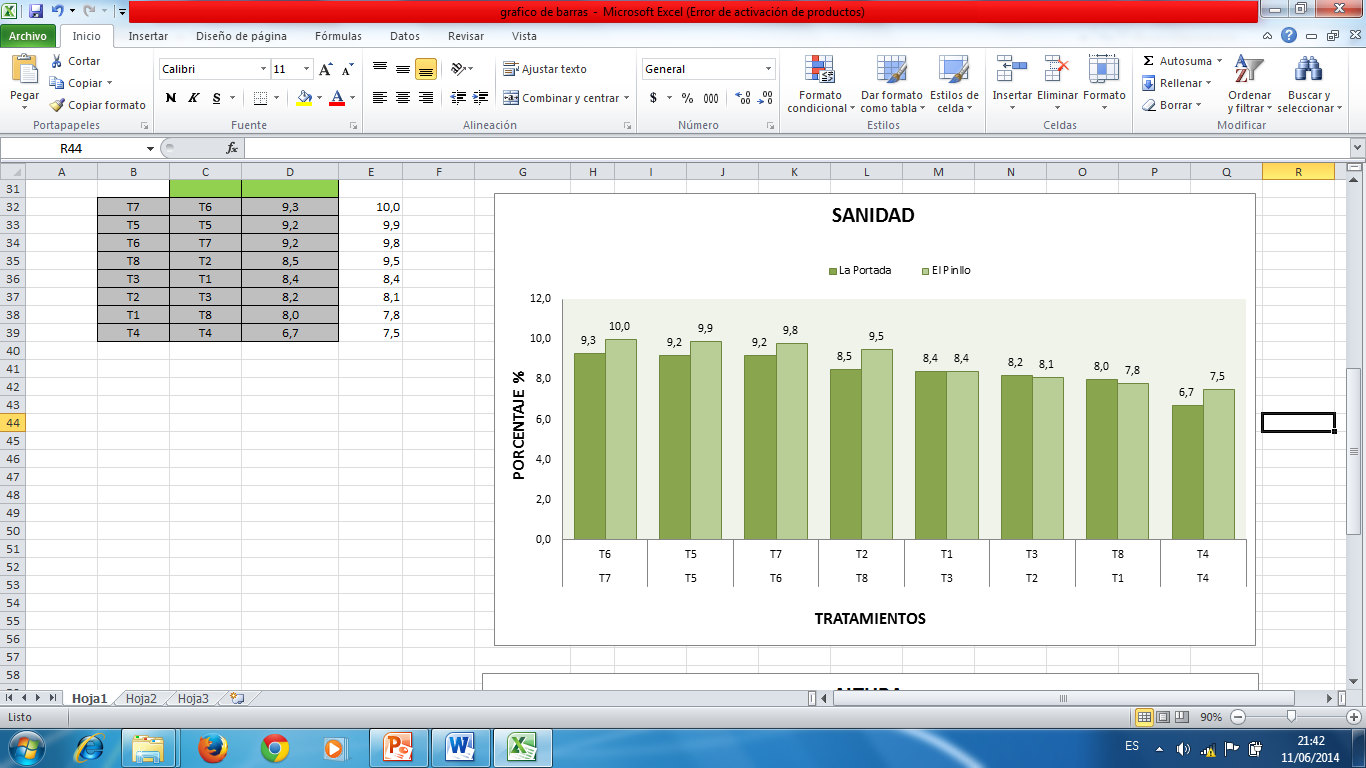 grafico de barras - Microsoft Excel (Error de activación de productos)
Archivo Inicio Insertar Diseño de página Fórmulas Datos Revisar Vista
Pegar
Cortar
Copiar
Copiar formato
Portapapeles
Calibri 11
N K S
Fuente
Ajustar texto
Combinar y centrar
Alineación
General
$ % 000
Número
Formato condicional
Dar formato como tabla
Estilos de celda
Estilos
Insertar Eliminar Formato
Celdas
Σ Autosuma
Rellenar
Borrar
Ordenar y filtrar
Buscar y seleccionar
Modificar
R44 fx
A B C D E F G H I J K L M N O P Q R
31
32 T7 T6 9,3 10,0
33 T5 T5 9,2 9,9
34 T6 T7 9,2 9,8
35 T8 T2 8,5 9,5
36 T3 T1 8,4 8,4
37 T2 T3 8,2 8,1
38 T1 T8 8,0 7,8
39 T4 T4 6,7 7,5
40
41
42
43
44
45
46
47
48
49
50
51
52
53
54
55
56
57
58
SANIDAD
La Portada El Pinllo
PORCENTAJE %
12,0
10,0
8,0
6,0
4,0
2,0
0,0
9,3 10,0 9,2 9,9 9,2 9,8 8,5 9,5 8,4 8,4 8,2 8,1 8,0 7,8 6,7 7,5
T6 T5 T7 T2 T1 T3 T8 T4
T7 T5 T6 T8 T3 T2 T1 T4
TRATAMIENTOS
Hoja1 Hoja2 Hoja3
Listo 90%
ES 21:42
11/06/2014